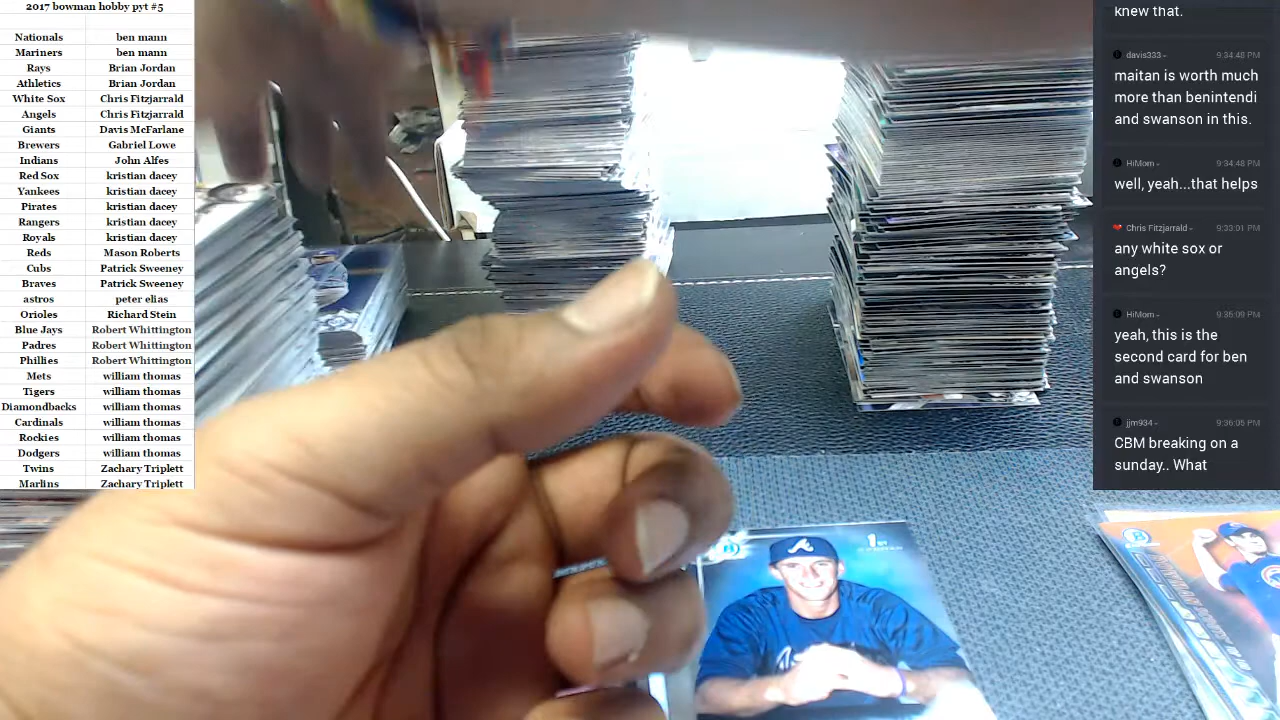 2017 bowman hobby pyt #5
Nationals ben mann
Mariners ben mann
Rays Brian Jordan
Athletics Brian Jordan
White Sox Chris Fitzjarrald
Angels Chris Fitzjarrald
Giants Davis McFarlane
Brewers Gabriel Lowe
Indians John Alfes
Red Sox kristian dacey
Yankees kristian dacey
Pirates kristian dacey
Rangers kristian dacey
Royals kristian dacey
Reds Mason Roberts
Cubs Patrick Sweeney
Braves Patrick Sweeney
astros peter elias
Orioles Richard Stein
Blue Jays Robert Whittington
Padres Robert Whittington
Phillies Robert Whittington
Mets william thomas
Tigers william thomas
Diamondbacks william thomas
Cardinals william thomas
Rockies william thomas
Dodgers william thomas
Twins Zachary Triplett
Marlins Zachary Triplett
knew that.
davis333 - 9:34:46 PM
maitan is worth much
more than benintendi
and swanson in this.
HiMom - 9:34:48 PM
well, yeah...that helps
Chris Fitzjarrald - 9:33:01 PM
any white sox or
angels?
HiMom - 9:35:09 PM
yeah, this is the
second card for ben
and swanson
jjm934 - 9:36:05 PM
CBM breaking on a
sunday.. What
1st
A